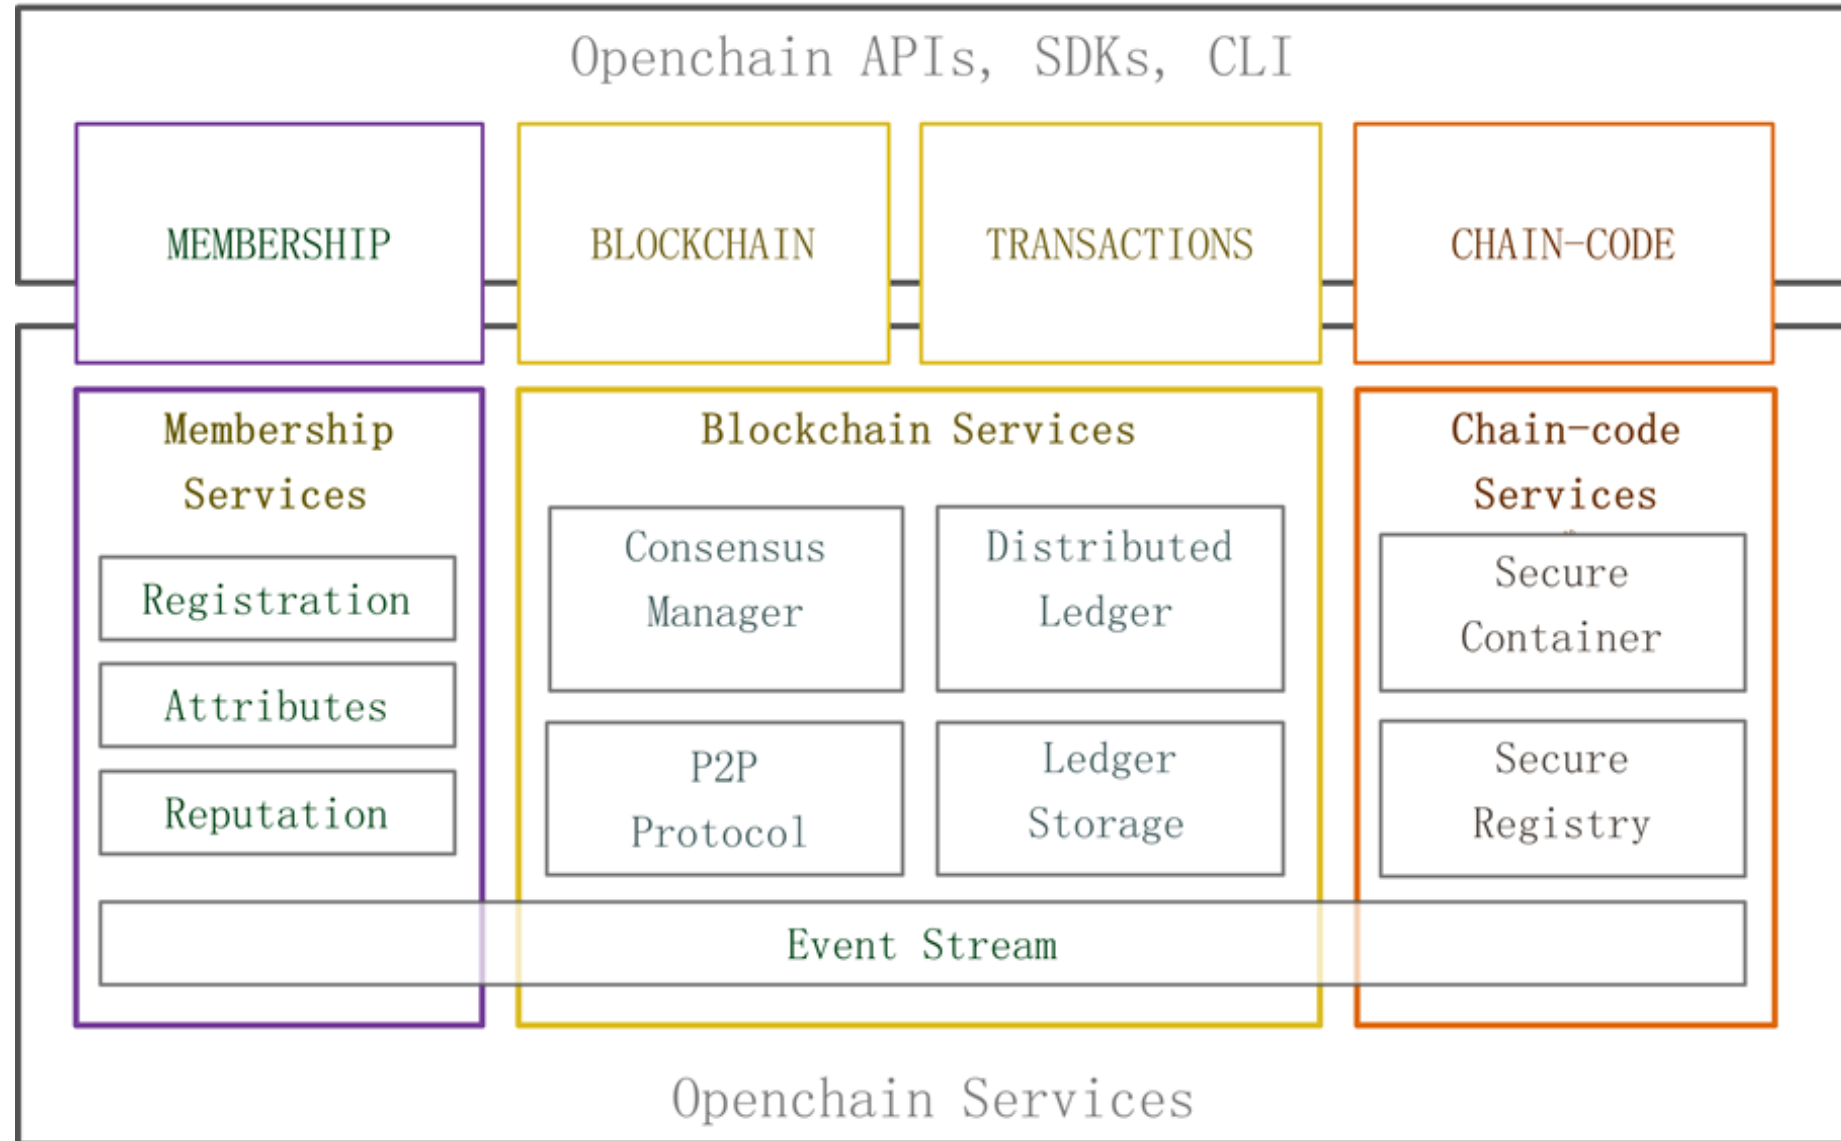 Openchain APIs, SDKs, CLI
MEMBERSHIP
BLOCKCHAIN
TRANSACTIONS
CHAIN-CODE
Membership
Services
Registration
Attributes
Reputation
Blockchain Services
Consensus
Manager
Distributed
Ledger
P2P
Protocol
Ledger
Storage
Chain-code
Services
Secure
Container
Secure
Registry
Event Stream
Openchain Services